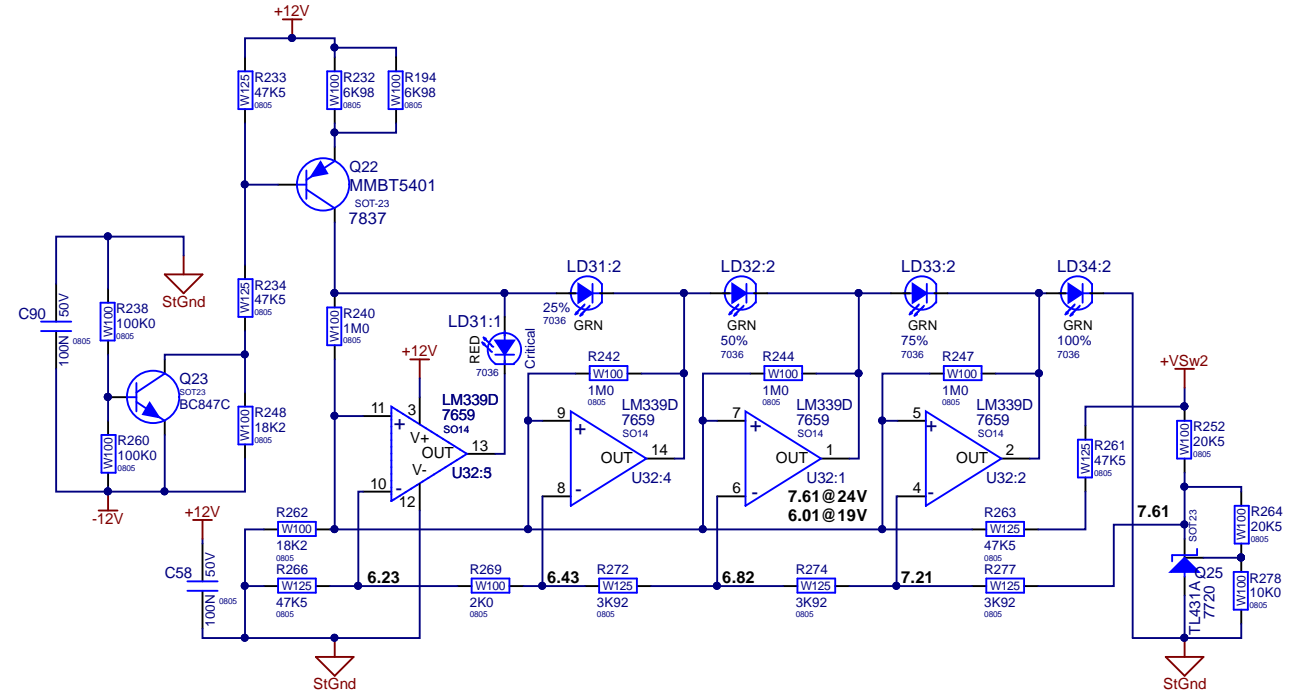 +12V
R233
47K5
0805
W125
R232
6K98
0805
W100
R194
6K98
0805
W100
Q22
MMBT5401
SOT-23
7837
StGnd
C90
50V
100N
0805
R238
100K0
0805
W100
R234
47K5
0805
W125
R240
1M0
0805
W100
Q23
SOT23
BC847C
R260
100K0
0805
W100
R248
18K2
0805
W100
-12V
+12V
C58
50V
100N
0805
LD31:1
RED
7036
Critical
+12V
LD31:2
25%
7036
GRN
LD32:2
GRN
50%
7036
LD33:2
GRN
75%
7036
LD34:2
GRN
100%
7036
R242
W100
1M0
0805
R244
W100
1M0
0805
R247
W100
1M0
0805
LM339D
7659
SO14
11
+
3
V+
OUT
13
V-
10
-
12
LM339D
7659
SO14
9
+
OUT
14
8
-
U32:4
LM339D
7659
SO14
7
+
OUT
1
6
-
U32:1
7.61@24V
6.01@19V
LM339D
7659
SO14
5
+
OUT
2
4
-
U32:2
R261
47K5
0805
W125
+VSw2
R252
20K5
0805
W100
R262
W100
18K2
0805
R263
W125
47K5
0805
7.61
SOT23
R264
20K5
0805
W100
R266
W125
47K5
0805
6.23
R269
W100
2K0
0805
6.43
R272
W125
3K92
0805
6.82
R274
W125
3K92
0805
7.21
R277
W125
3K92
0805
TL431A
7720
Q25
R278
10K0
0805
W100
StGnd
StGnd